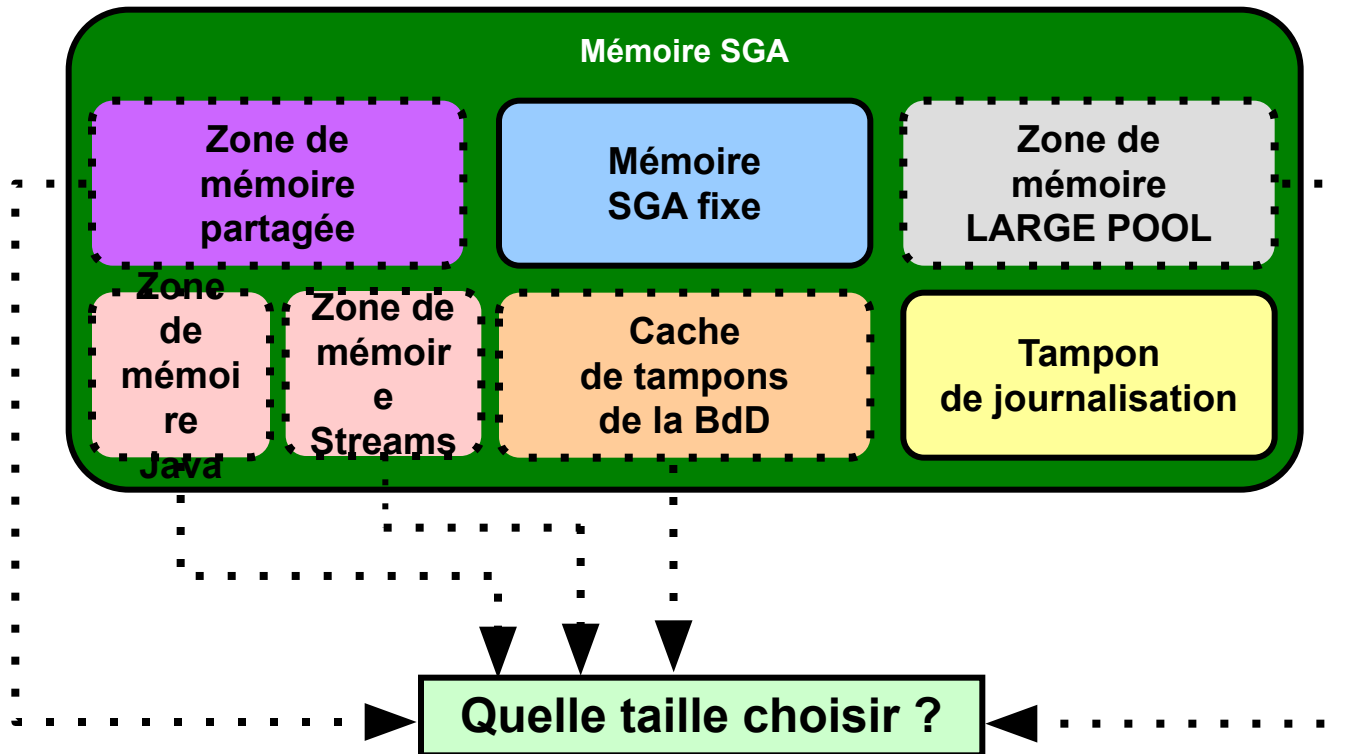 Mémoire SGA
Zone de
mémoire
partagée
Mémoire
SGA fixe
Zone de
mémoire
LARGE POOL
Zone
de
mémoi
re
Java
Zone de
mémoir
e
Streams
Cache
de tampons
de la BdD
Tampon
de journalisation
Quelle taille choisir ?